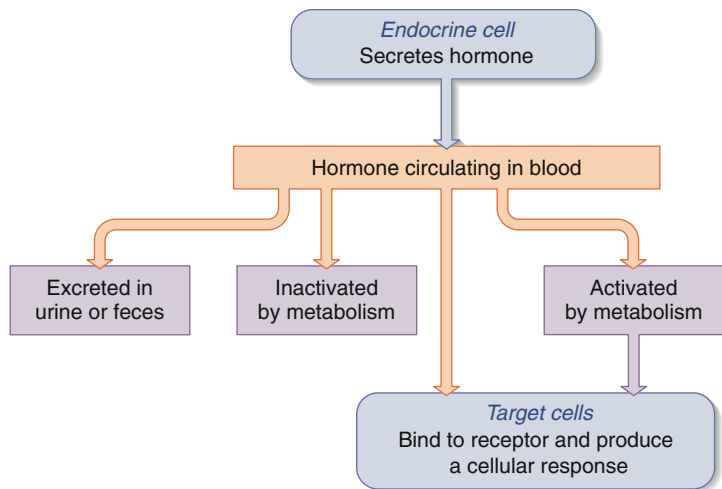 Endocrine cell
Secretes hormone
Hormone circulating in blood
Excreted in
urine or feces
Inactivated
by metabolism
Activated
by metabolism
Target cells
Bind to receptor and produce
a cellular response